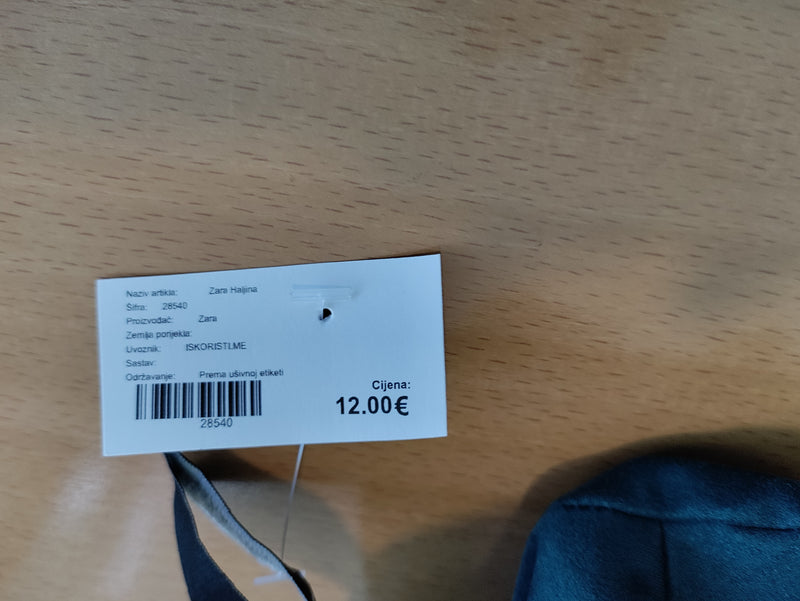 Naziv artikla: Zara Haljina
Šifra: 28540
Proizvođač: Zara
Zemlja porijekla:
Uvoznik: ISKORISTI.ME
Sastav:
Održavanje: Prema ušivnoj etiketi
28540
Cijena:
12.00€